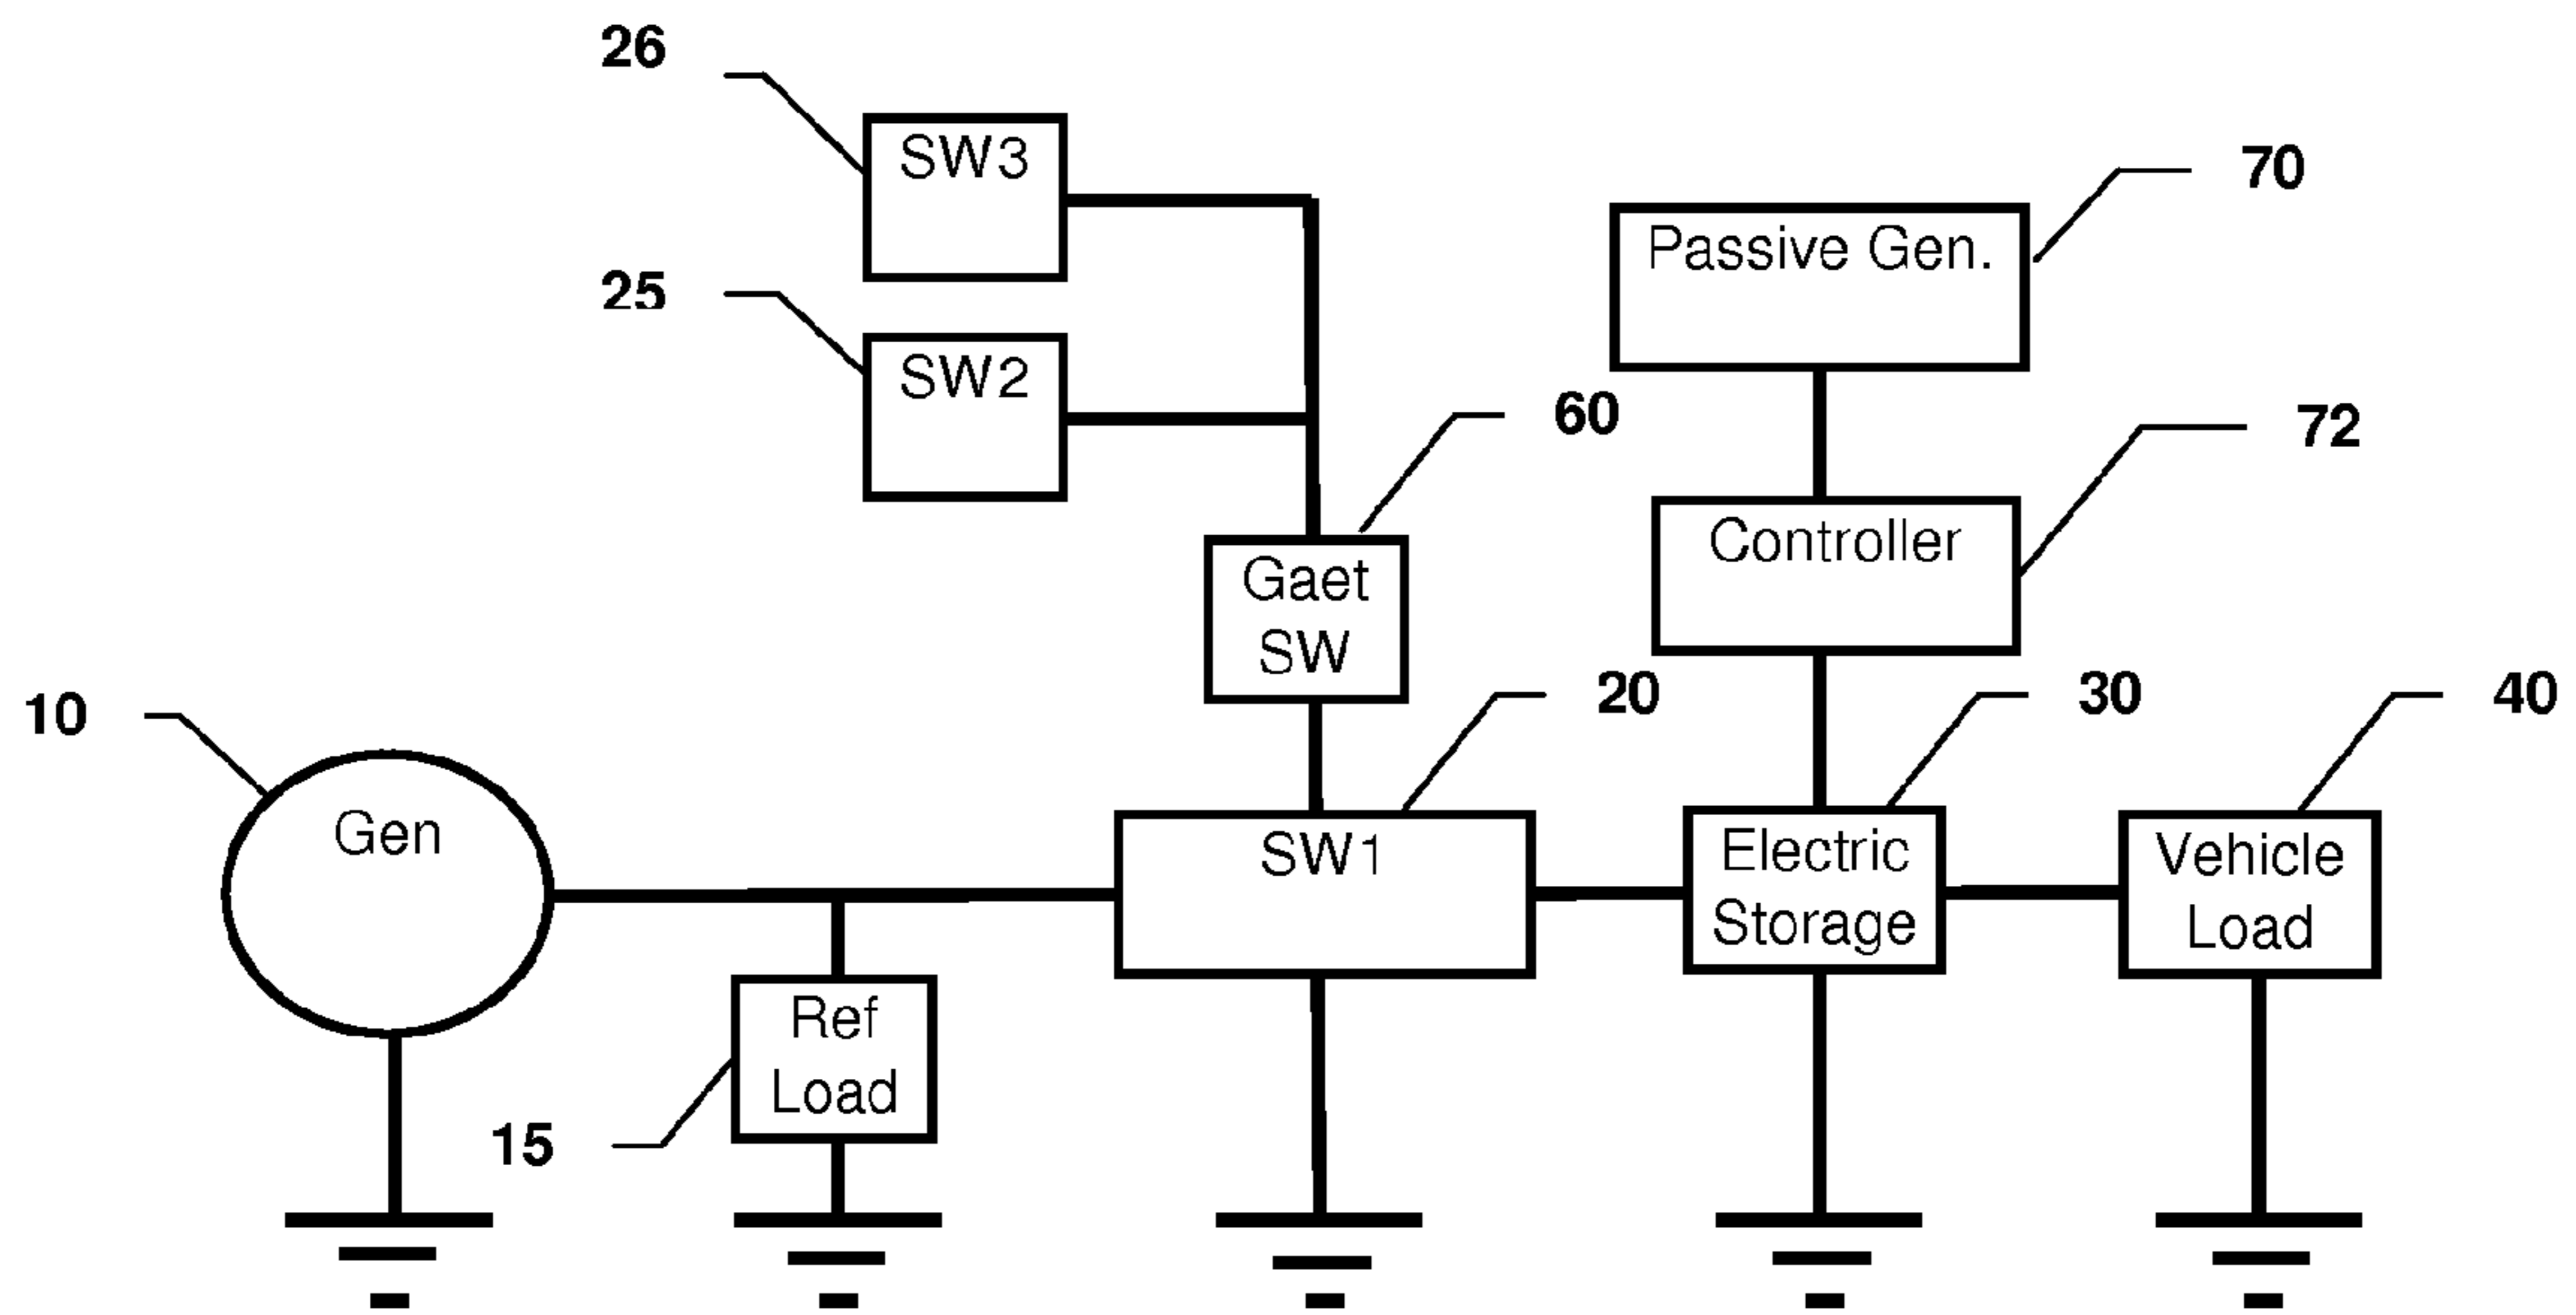 26
SW3
70
Passive Gen.
25
SW2
60
72
Controller
Gaet
SW
10
20
30
40
Gen
SW1
Electric
Storage
Vehicle
Load
Ref
Load
15